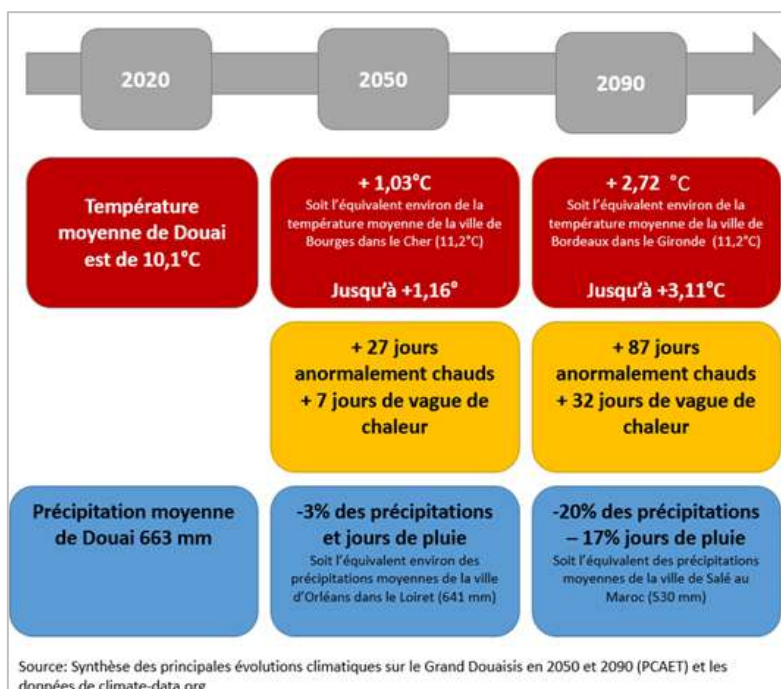 2020
2050
2090
Température
moyenne de Douai
est de 10,1°C
+ 1,03°C
Soit l'équivalent environ de la
température moyenne de la ville de
Bourges dans le Cher (11,2°C)
Jusqu'à +1,16°
+ 2,72 °C
Soit l'équivalent environ de la
température moyenne de la ville de
Bordeaux dans le Gironde (11,2°C)
Jusqu'à +3,11°C
+ 27 jours
anormalement chauds
+ 7 jours de vague de
chaleur
+ 87 jours
anormalement chauds
+ 32 jours de vague de
chaleur
Précipitation moyenne
de Douai 663 mm
-3% des précipitations
et jours de pluie
Soit l'équivalent environ des
précipitations moyennes de la ville
d'Orléans dans le Loiret (641 mm)
-20% des précipitations
– 17% jours de pluie
Soit l'équivalent des précipitations
moyennes de la ville de Salé au
Maroc (530 mm)
Source: Synthèse des principales évolutions climatiques sur le Grand Douaisis en 2050 et 2090 (PCAET) et les
données de climate-data.org